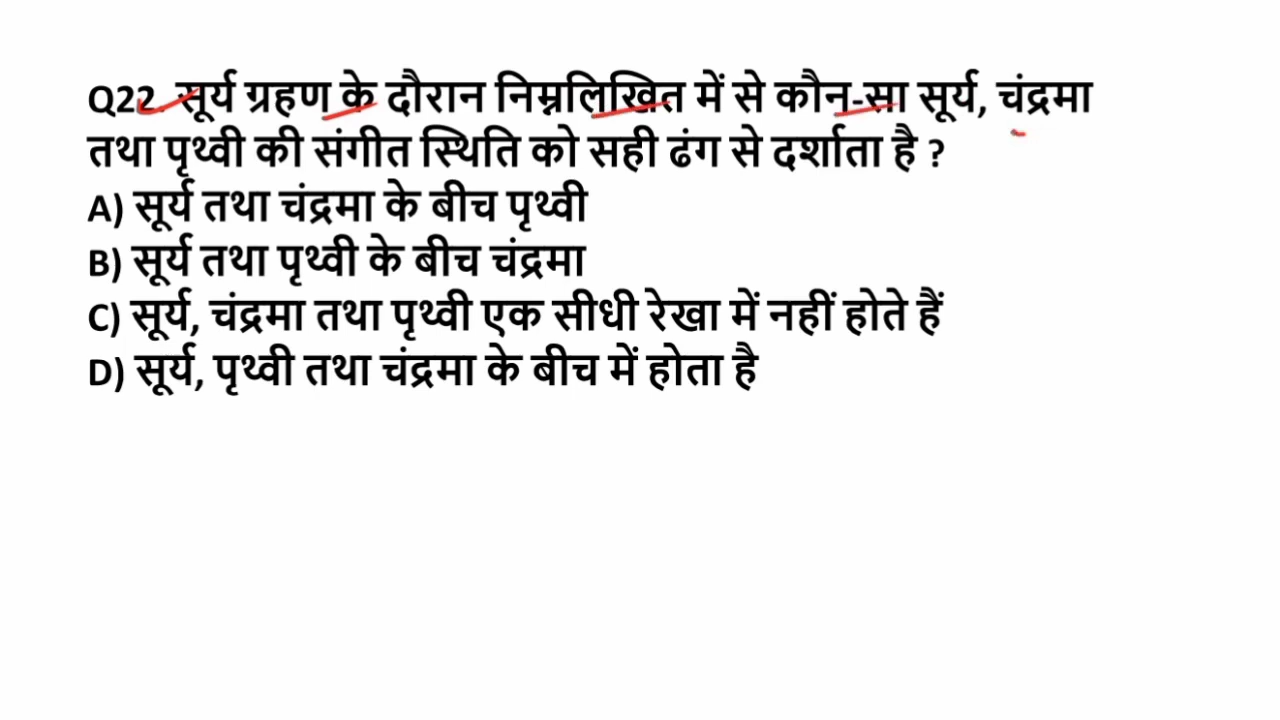 Q22. सूर्य ग्रहण के दौरान निम्नलिखित में से कौन-सा सूर्य, चंद्रमा
तथा पृथ्वी की संगीत स्थिति को सही ढंग से दर्शाता है ?
A) सूर्य तथा चंद्रमा के बीच पृथ्वी
B) सूर्य तथा पृथ्वी के बीच चंद्रमा
C) सूर्य, चंद्रमा तथा पृथ्वी एक सीधी रेखा में नहीं होते हैं
D) सूर्य, पृथ्वी तथा चंद्रमा के बीच में होता है